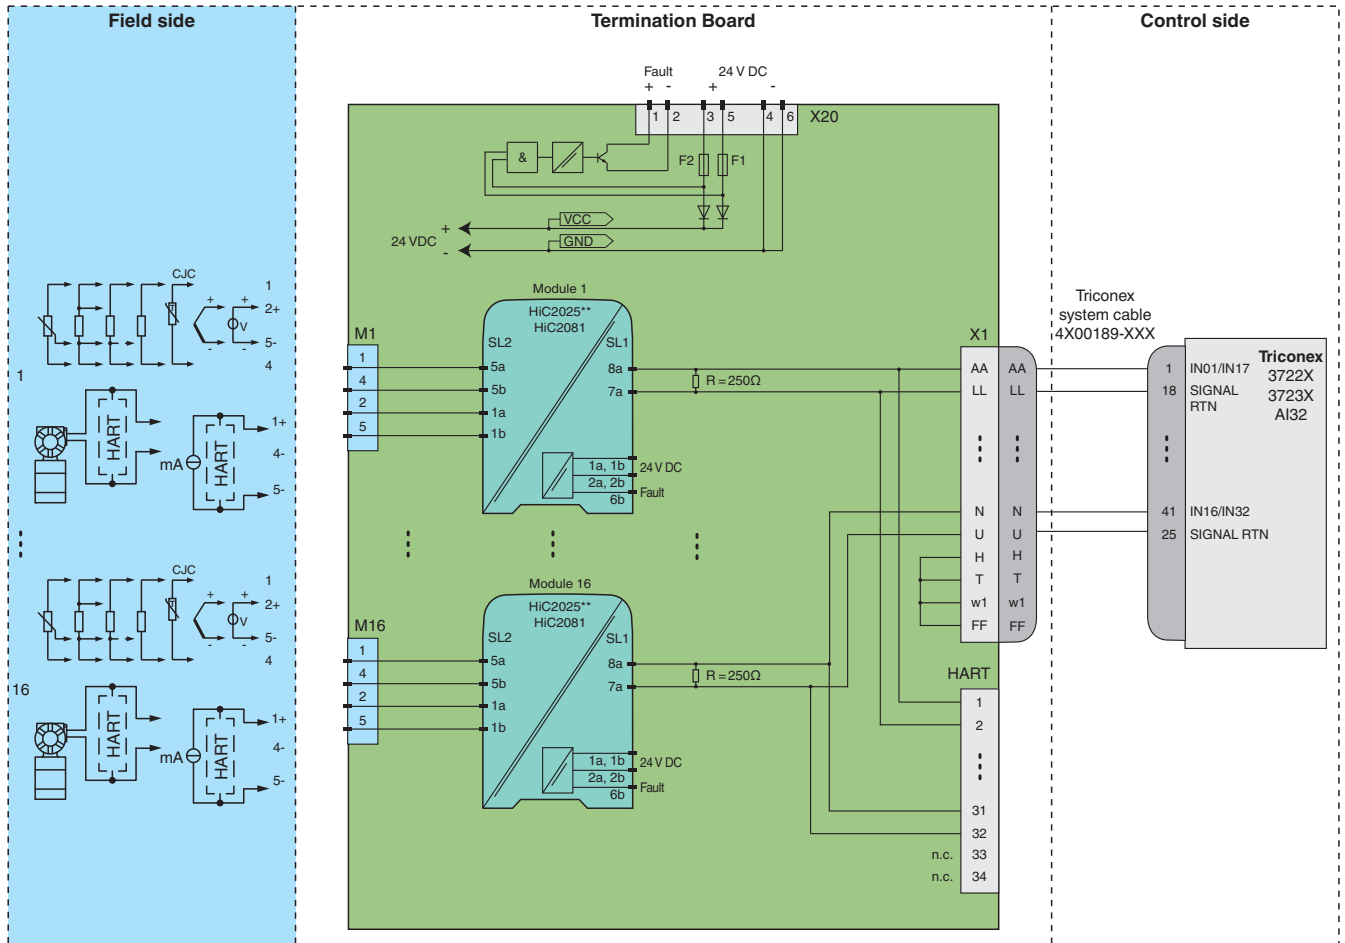 Field side
Termination Board
Control side
Fault
24 V DC
+ -
+ -
1 2 3 5 4 6
X20
&
F2
F1
VCC
GND
+
24 VDC
-
CJC
1
2+
5-
4
+ +
V
- -
1
HART
mA
HART
1+
4-
5-
CJC
1
2+
5-
4
+ +
V
- -
16
HART
mA
HART
1+
4-
5-
M1
1
4
2
5
Module 1
HiC2025**
HiC2081
SL2
SL1
5a
5b
1a
1b
8a
7a
R = 250Ω
1a, 1b
2a, 2b
6b
24 V DC
Fault
M16
1
4
2
5
Module 16
HiC2025**
HiC2081
SL2
SL1
5a
5b
1a
1b
8a
7a
R = 250Ω
1a, 1b
2a, 2b
6b
24 V DC
Fault
X1
AA AA
LL LL
N N
U U
H H
T T
w1 w1
FF FF
HART
1
2
31
32
n.c. 33
n.c. 34
Triconex
system cable
4X00189-XXX
1 IN01/IN17
18 SIGNAL
RTN
41 IN16/IN32
25 SIGNAL RTN
Triconex
3722X
3723X
AI32